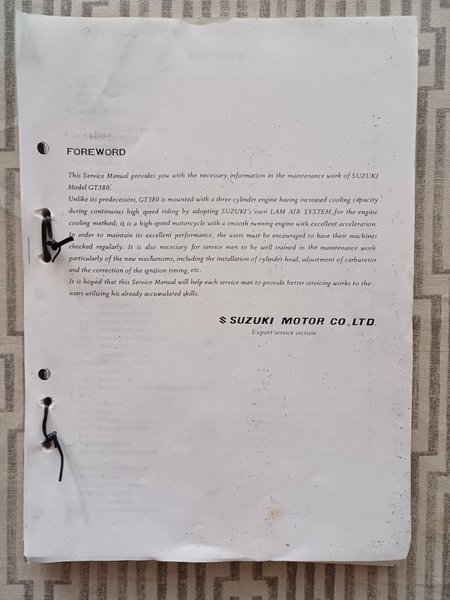 FOREWORD
This Service Manual provides you with the necessary information in the maintenance work of SUZUKI
Model GT380.
Unlike its predecessors, GT380 is mounted with a three cylinder engine having increased cooling capacity
during continuous high speed riding by adopting SUZUKI's own LAM AIR SYSTEM, for the engine
cooling method; it is a high-speed motorcycle with a smooth running engine with excellent acceleration.
In order to maintain its excellent performance, the users must be encouraged to have their machines
checked regularly. It is also necessary for service men to be well trained in the maintenance work
particularly of the new mechanisms, including the installation of cylinder head, adjustment of carburetor
and the correction of the ignition timing, etc.
It is hoped that this Service Manual will help each service man to provide better servicing works to the
users utilizing his already accumulated skills.
SUZUKI MOTOR CO., LTD.
Export service section